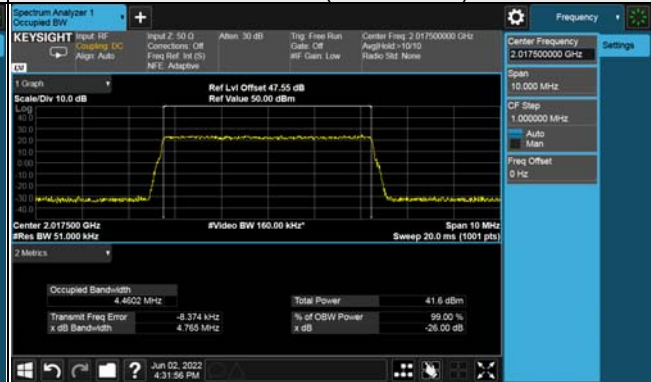 Spectrum Analyzer 1
Occupied BW
+
Frequency
KEYSIGHT
Input: RF
Coupling: DC
Align: Auto
Input Z: 50 Ω
Corrections: Off
Freq Ref: Int (S)
NFE: Adaptive
Atten: 30 dB
Trig: Free Run
Gate: Off
#IF Gain: Low
Center Freq: 2.017500000 GHz
Avg|Hold:>10/10
Radio Std: None
Center Frequency
2.017500000 GHz
Settings
Span
10.000 MHz
CF Step
1.000000 MHz
Auto
Man
Freq Offset
0 Hz
1 Graph
Scale/Div 10.0 dB
Ref Lvl Offset 47.55 dB
Ref Value 50.00 dBm
Log
40.0
30.0
20.0
10.0
0.00
-10.0
-20.0
-30.0
-40.0
Center 2.017500 GHz
#Res BW 51.000 kHz
#Video BW 160.00 kHz*
Span 10 MHz
Sweep 20.0 ms (1001 pts)
2 Metrics
Occupied Bandwidth
4.4602 MHz
Total Power 41.6 dBm
Transmit Freq Error -8.374 kHz
% of OBW Power 99.00 %
x dB Bandwidth 4.765 MHz
x dB -26.00 dB
?
Jun 02, 2022
4:31:56 PM